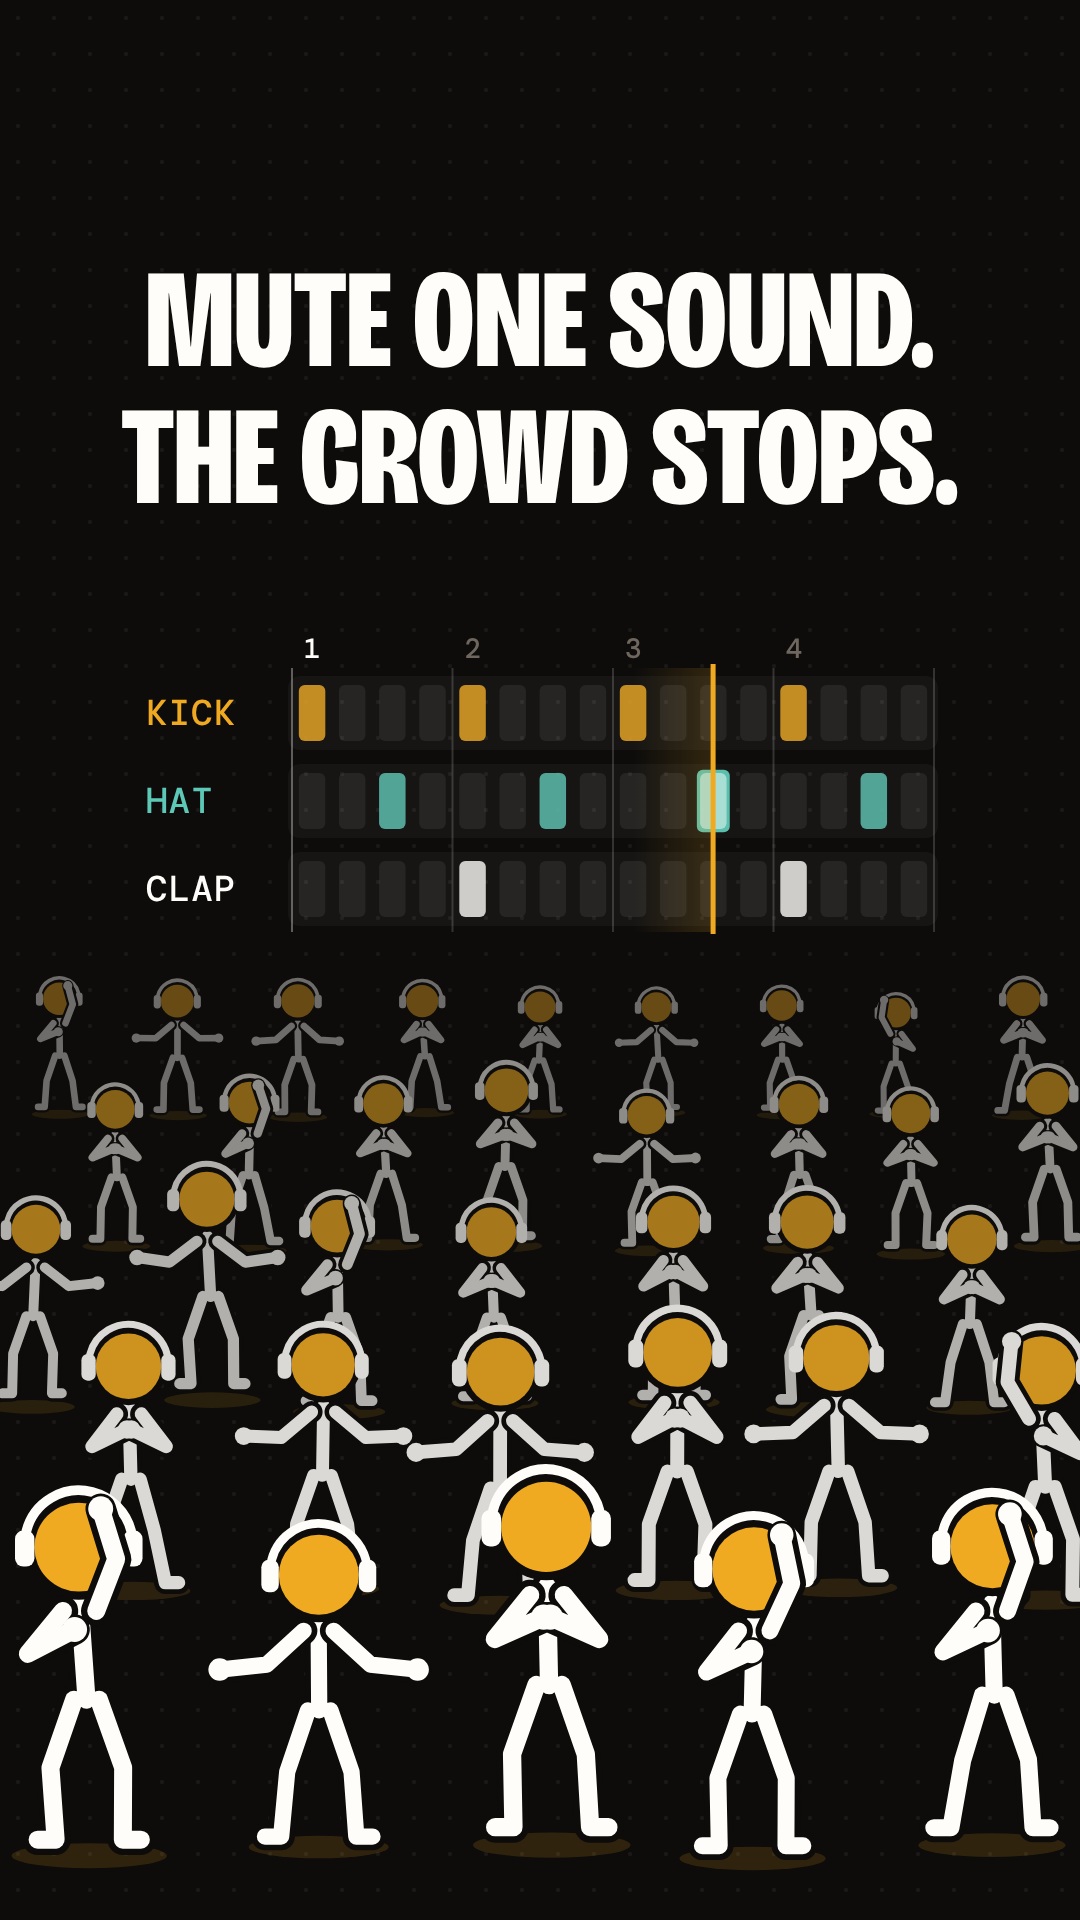 MUTE ONE SOUND.
THE CROWD STOPS.
1 2 3 4
KICK
HAT
CLAP